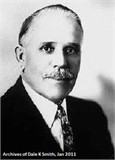 Archives of Dale K Smith, Jan 2011